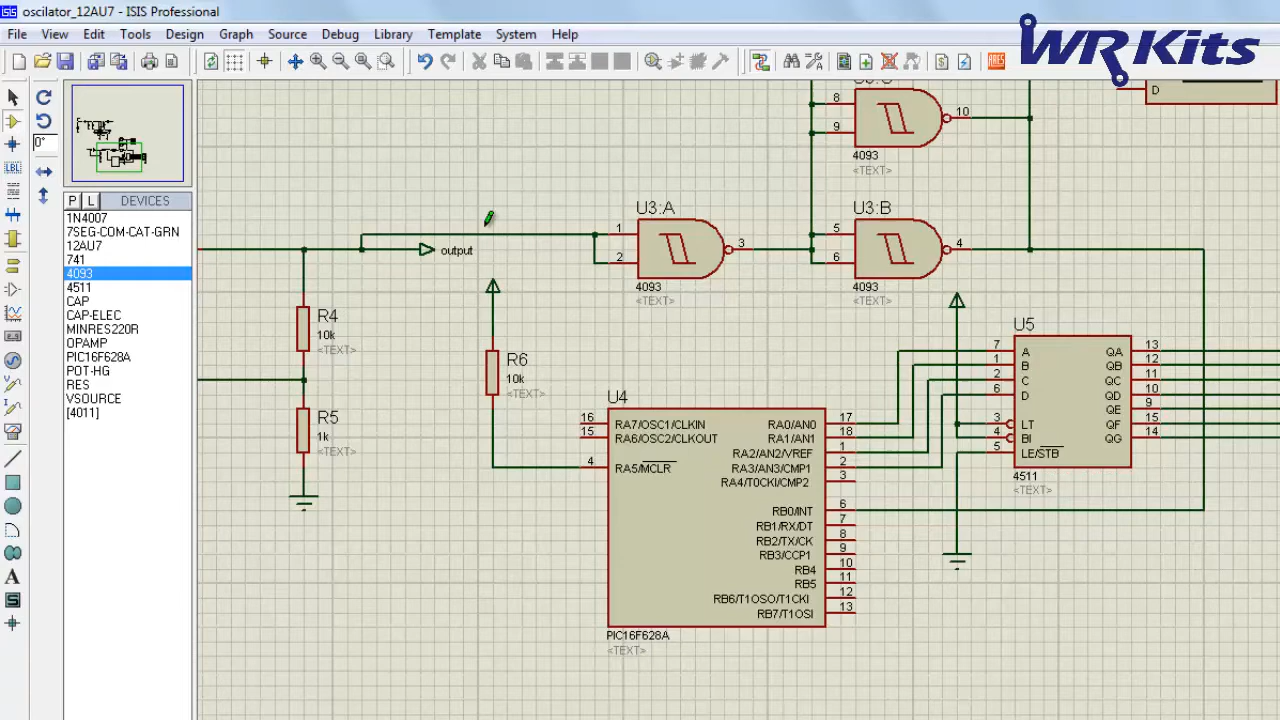 oscilator_12AU7 - ISIS Professional
File View Edit Tools Design Graph Source Debug Library Template System Help
WR Kits
ARES
0°
LBL
P L DEVICES
1N4007
7SEG-COM-CAT-GRN
12AU7
741
4093
4511
CAP
CAP-ELEC
MINRES220R
OPAMP
PIC16F628A
POT-HG
RES
VSOURCE
[4011]
A
S
D
8
9
10
4093
<TEXT>
U3:A
1
2
3
4093
<TEXT>
U3:B
5
6
4
4093
<TEXT>
output
R4
10k
<TEXT>
R5
1k
<TEXT>
R6
10k
<TEXT>
U4
16 RA7/OSC1/CLKIN RA0/AN0 17
15 RA6/OSC2/CLKOUT RA1/AN1 18
RA2/AN2/VREF 1
4 RA5/MCLR RA3/AN3/CMP1 2
RA4/T0CKI/CMP2 3
RB0/INT 6
RB1/RX/DT 7
RB2/TX/CK 8
RB3/CCP1 9
RB4 10
RB5 11
RB6/T1OSO/T1CKI 12
RB7/T1OSI 13
PIC16F628A
<TEXT>
U5
7 A QA 13
1 B QB 12
2 C QC 11
6 D QD 10
QE 9
3 LT QF 15
4 BI QG 14
5 LE/STB
4511
<TEXT>